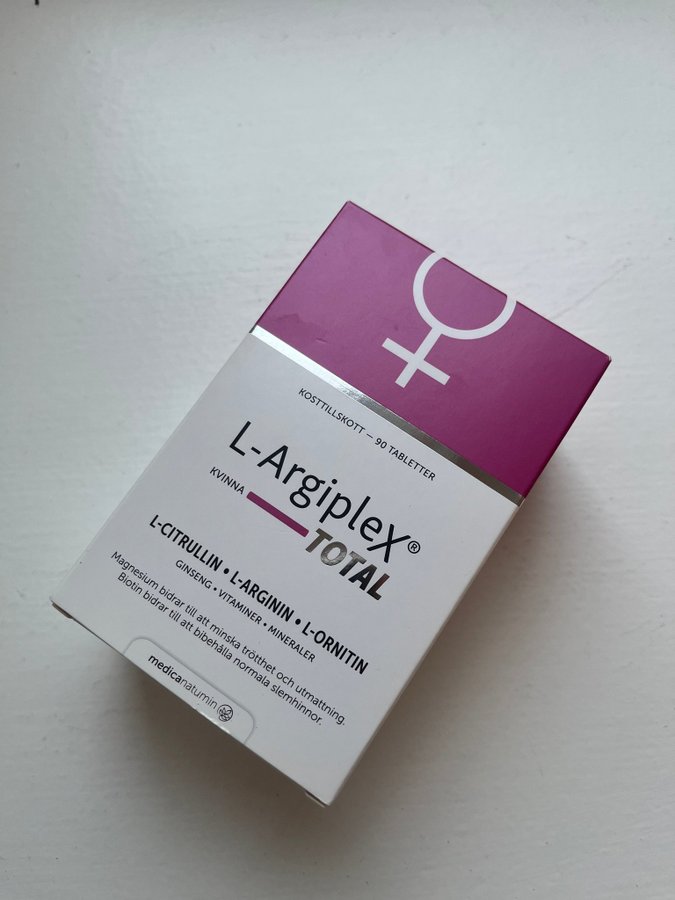 KOSTTILLSKOTT – 90 TABLETTER
L-ArgipleX®
KVINNA
TOTAL
L-CITRULLIN • L-ARGININ • L-ORNITIN
GINSENG • VITAMINER • MINERALER
Magnesium bidrar till att minska trötthet och utmattning.
Biotin bidrar till att bibehålla normala slemhinnor.
medicanatumin